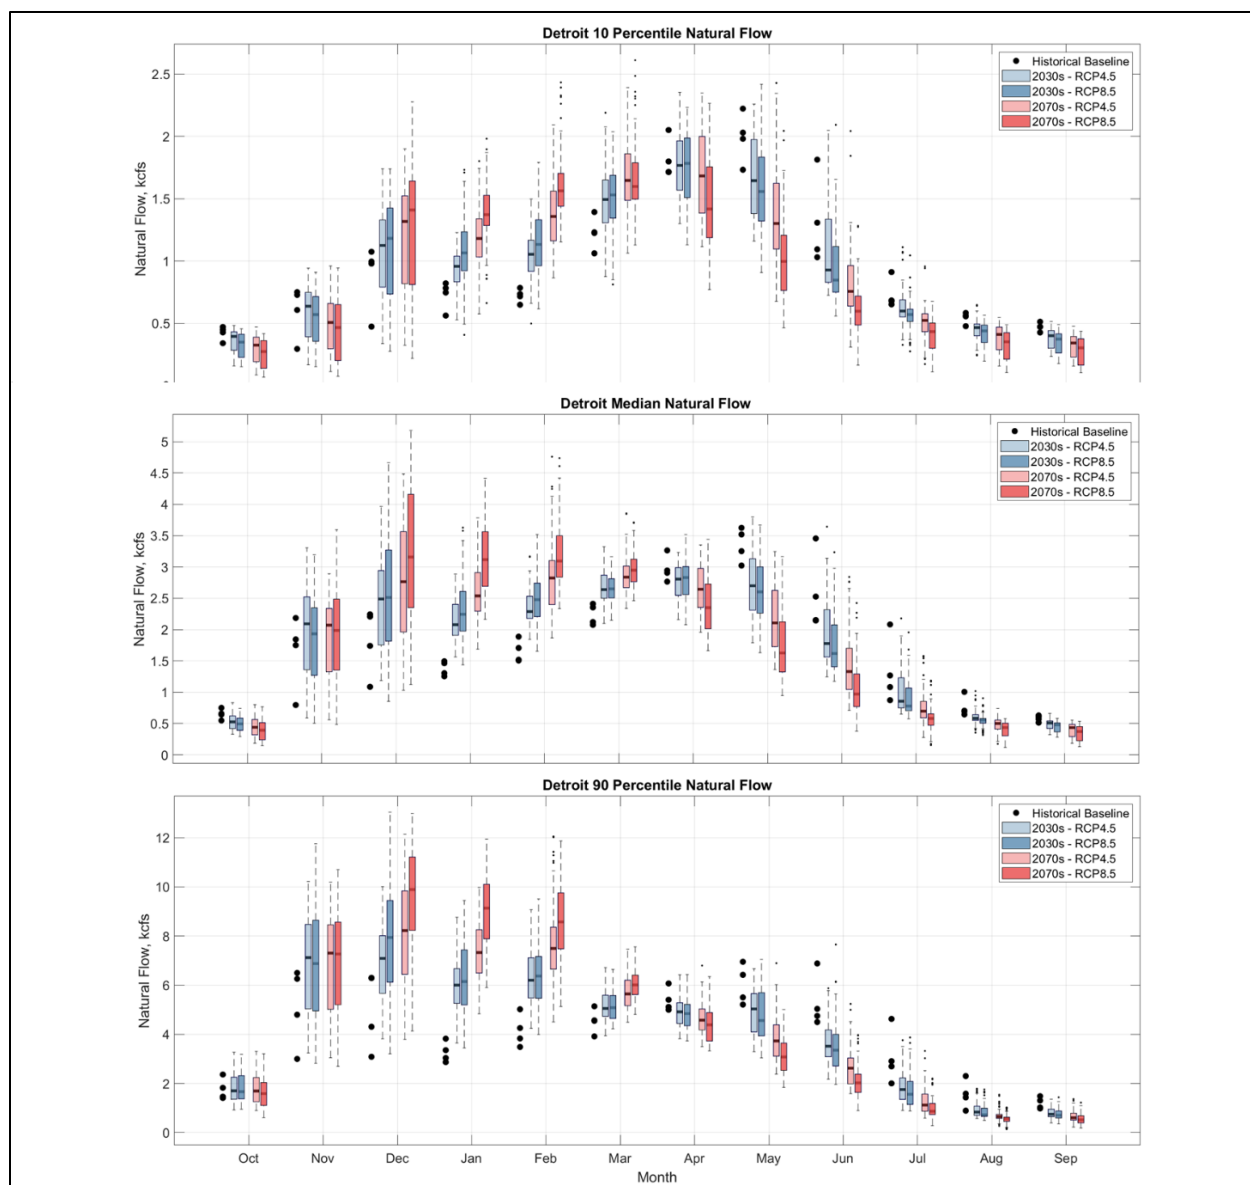 Detroit 10 Percentile Natural Flow
2.5
2
1.5
1
0.5
Natural Flow, kcfs
Historical Baseline
2030s - RCP4.5
2030s - RCP8.5
2070s - RCP4.5
2070s - RCP8.5
Detroit Median Natural Flow
5
4.5
4
3.5
3
2.5
2
1.5
1
0.5
0
Natural Flow, kcfs
Historical Baseline
2030s - RCP4.5
2030s - RCP8.5
2070s - RCP4.5
2070s - RCP8.5
Detroit 90 Percentile Natural Flow
12
10
8
6
4
2
0
Natural Flow, kcfs
Historical Baseline
2030s - RCP4.5
2030s - RCP8.5
2070s - RCP4.5
2070s - RCP8.5
Oct Nov Dec Jan Feb Mar Apr May Jun Jul Aug Sep
Month